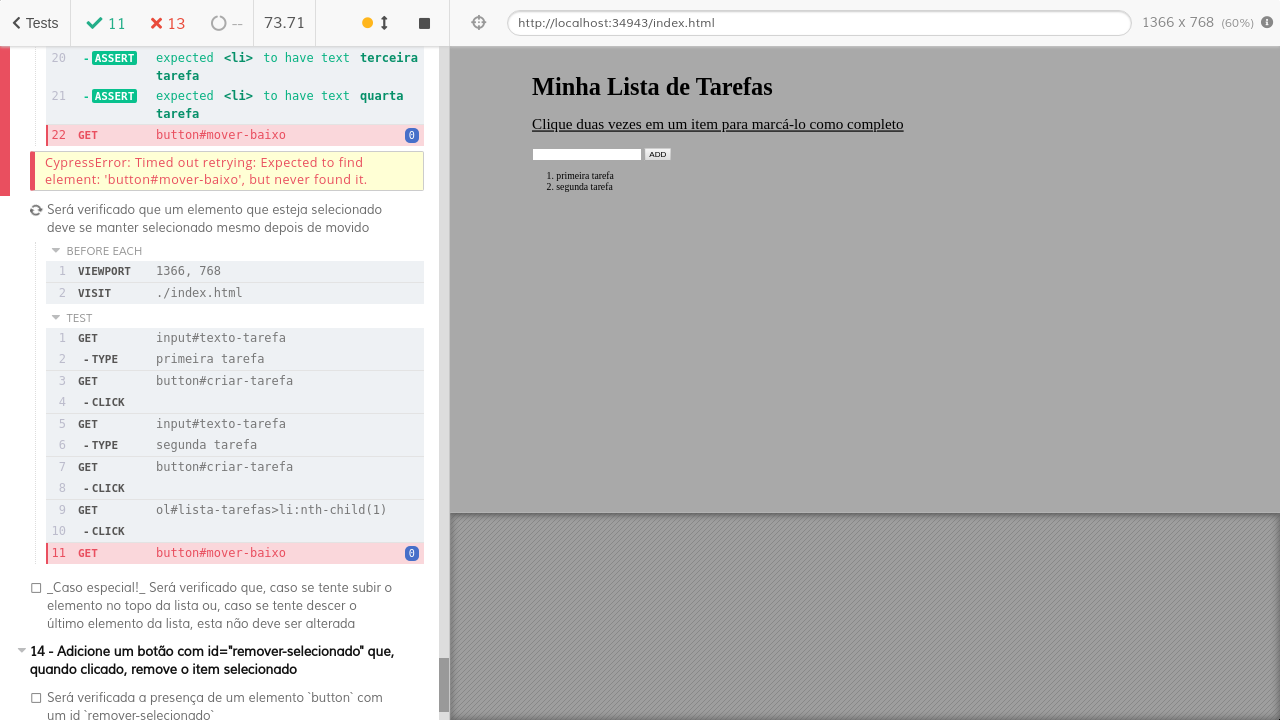 Tests 11 13 -- 73.71
http://localhost:34943/index.html 1366 x 768 (60%)
20 - ASSERT expected <li> to have text terceira
tarefa
21 - ASSERT expected <li> to have text quarta
tarefa
22 GET button#mover-baixo 0
CypressError: Timed out retrying: Expected to find
element: 'button#mover-baixo', but never found it.
Será verificado que um elemento que esteja selecionado
deve se manter selecionado mesmo depois de movido
BEFORE EACH
1 VIEWPORT 1366, 768
2 VISIT ./index.html
TEST
1 GET input#texto-tarefa
2 - TYPE primeira tarefa
3 GET button#criar-tarefa
4 - CLICK
5 GET input#texto-tarefa
6 - TYPE segunda tarefa
7 GET button#criar-tarefa
8 - CLICK
9 GET ol#lista-tarefas>li:nth-child(1)
10 - CLICK
11 GET button#mover-baixo 0
_Caso especial!_ Será verificado que, caso se tente subir o
elemento no topo da lista ou, caso se tente descer o
último elemento da lista, esta não deve ser alterada
14 - Adicione um botão com id="remover-selecionado" que,
quando clicado, remove o item selecionado
Será verificada a presença de um elemento `button` com
um id `remover-selecionado`
Minha Lista de Tarefas
Clique duas vezes em um item para marcá-lo como completo
ADD
1. primeira tarefa
2. segunda tarefa